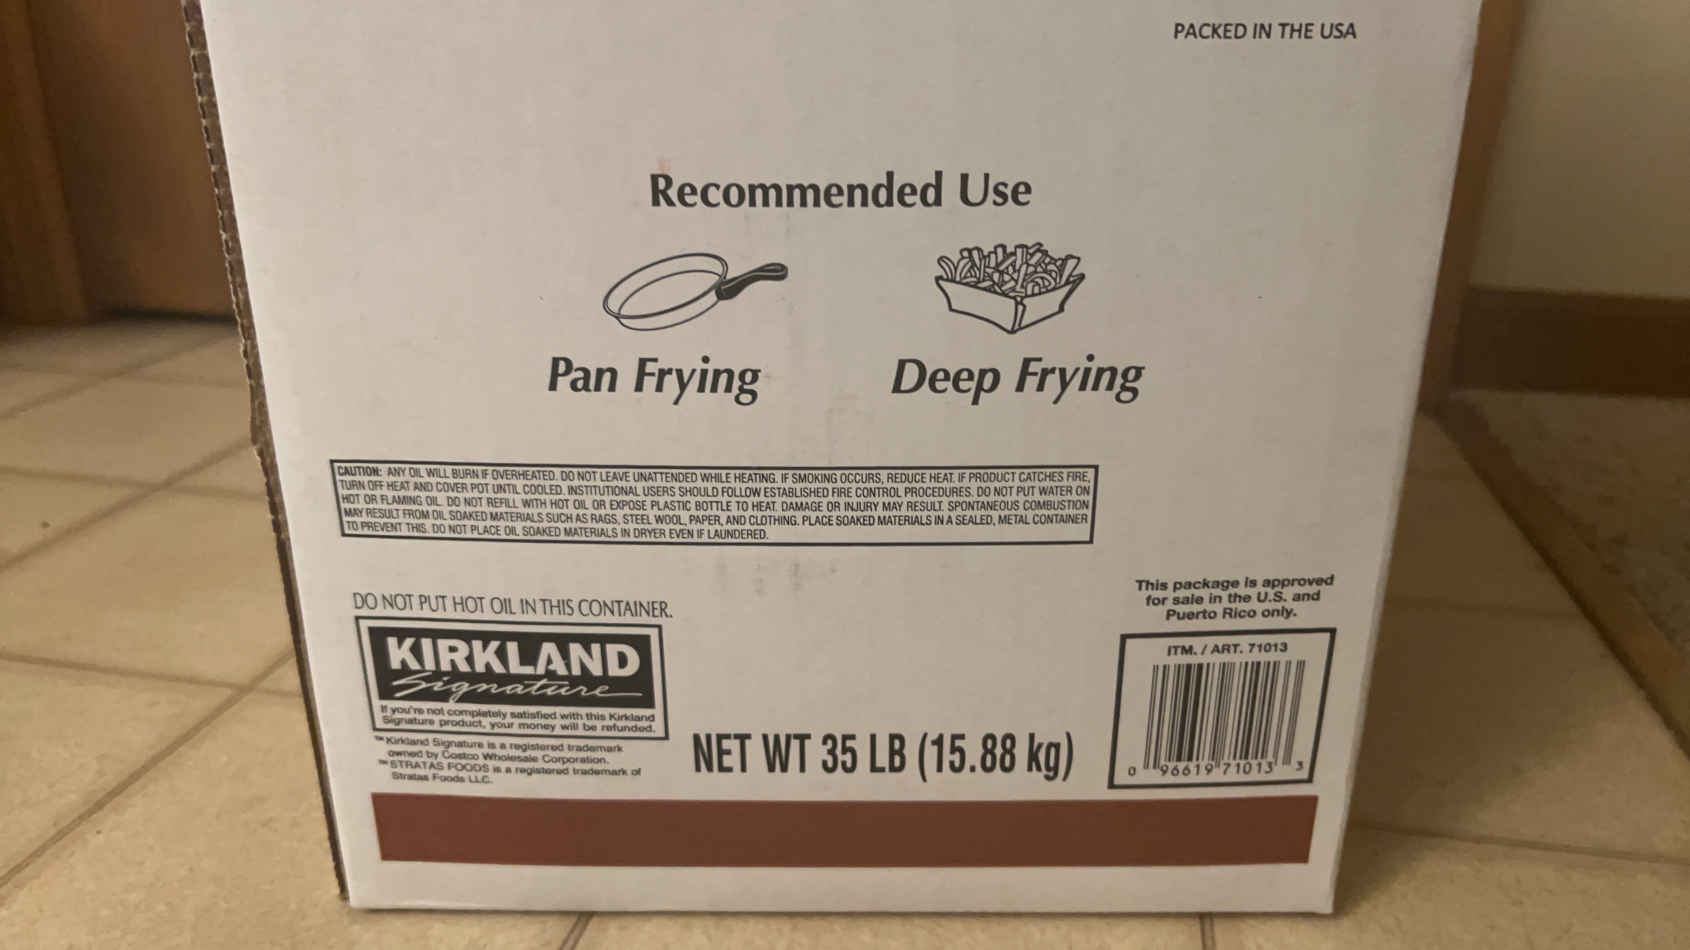 PACKED IN THE USA
Recommended Use
Pan Frying
Deep Frying
CAUTION: ANY OIL WILL BURN IF OVERHEATED. DO NOT LEAVE UNATTENDED WHILE HEATING. IF SMOKING OCCURS, REDUCE HEAT. IF PRODUCT CATCHES FIRE,
TURN OFF HEAT AND COVER POT UNTIL COOLED. INSTITUTIONAL USERS SHOULD FOLLOW ESTABLISHED FIRE CONTROL PROCEDURES. DO NOT PUT WATER ON
HOT OR FLAMING OIL. DO NOT REFILL WITH HOT OIL OR EXPOSE PLASTIC BOTTLE TO HEAT. DAMAGE OR INJURY MAY RESULT. SPONTANEOUS COMBUSTION
MAY RESULT FROM OIL SOAKED MATERIALS SUCH AS RAGS, STEEL WOOL, PAPER, AND CLOTHING. PLACE SOAKED MATERIALS IN A SEALED, METAL CONTAINER
TO PREVENT THIS. DO NOT PLACE OIL SOAKED MATERIALS IN DRYER EVEN IF LAUNDERED.
DO NOT PUT HOT OIL IN THIS CONTAINER.
KIRKLAND
Signature
If you're not completely satisfied with this Kirkland
Signature product, your money will be refunded.
™Kirkland Signature is a registered trademark
owned by Costco Wholesale Corporation.
™STRATAS FOODS is a registered trademark of
Stratas Foods LLC.
NET WT 35 LB (15.88 kg)
This package is approved
for sale in the U.S. and
Puerto Rico only.
ITM. / ART. 71013
0 96619 71013 3